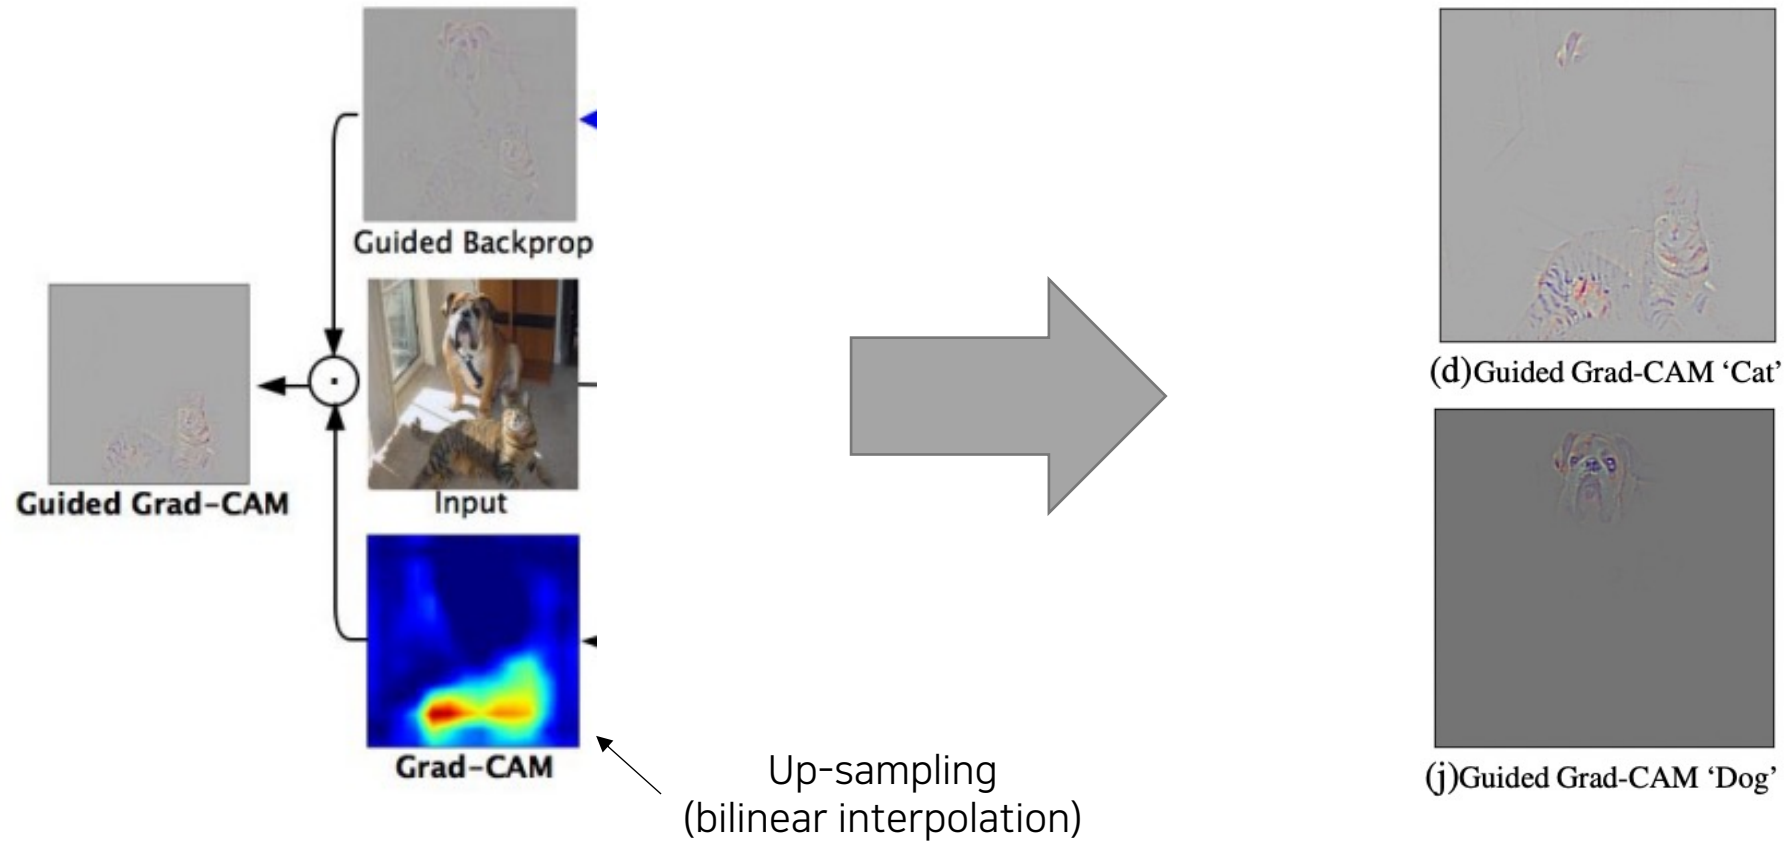 Guided Backprop
Guided Grad-CAM
Input
Grad-CAM
Up-sampling
(bilinear interpolation)
(d)Guided Grad-CAM ‘Cat’
(j)Guided Grad-CAM ‘Dog’